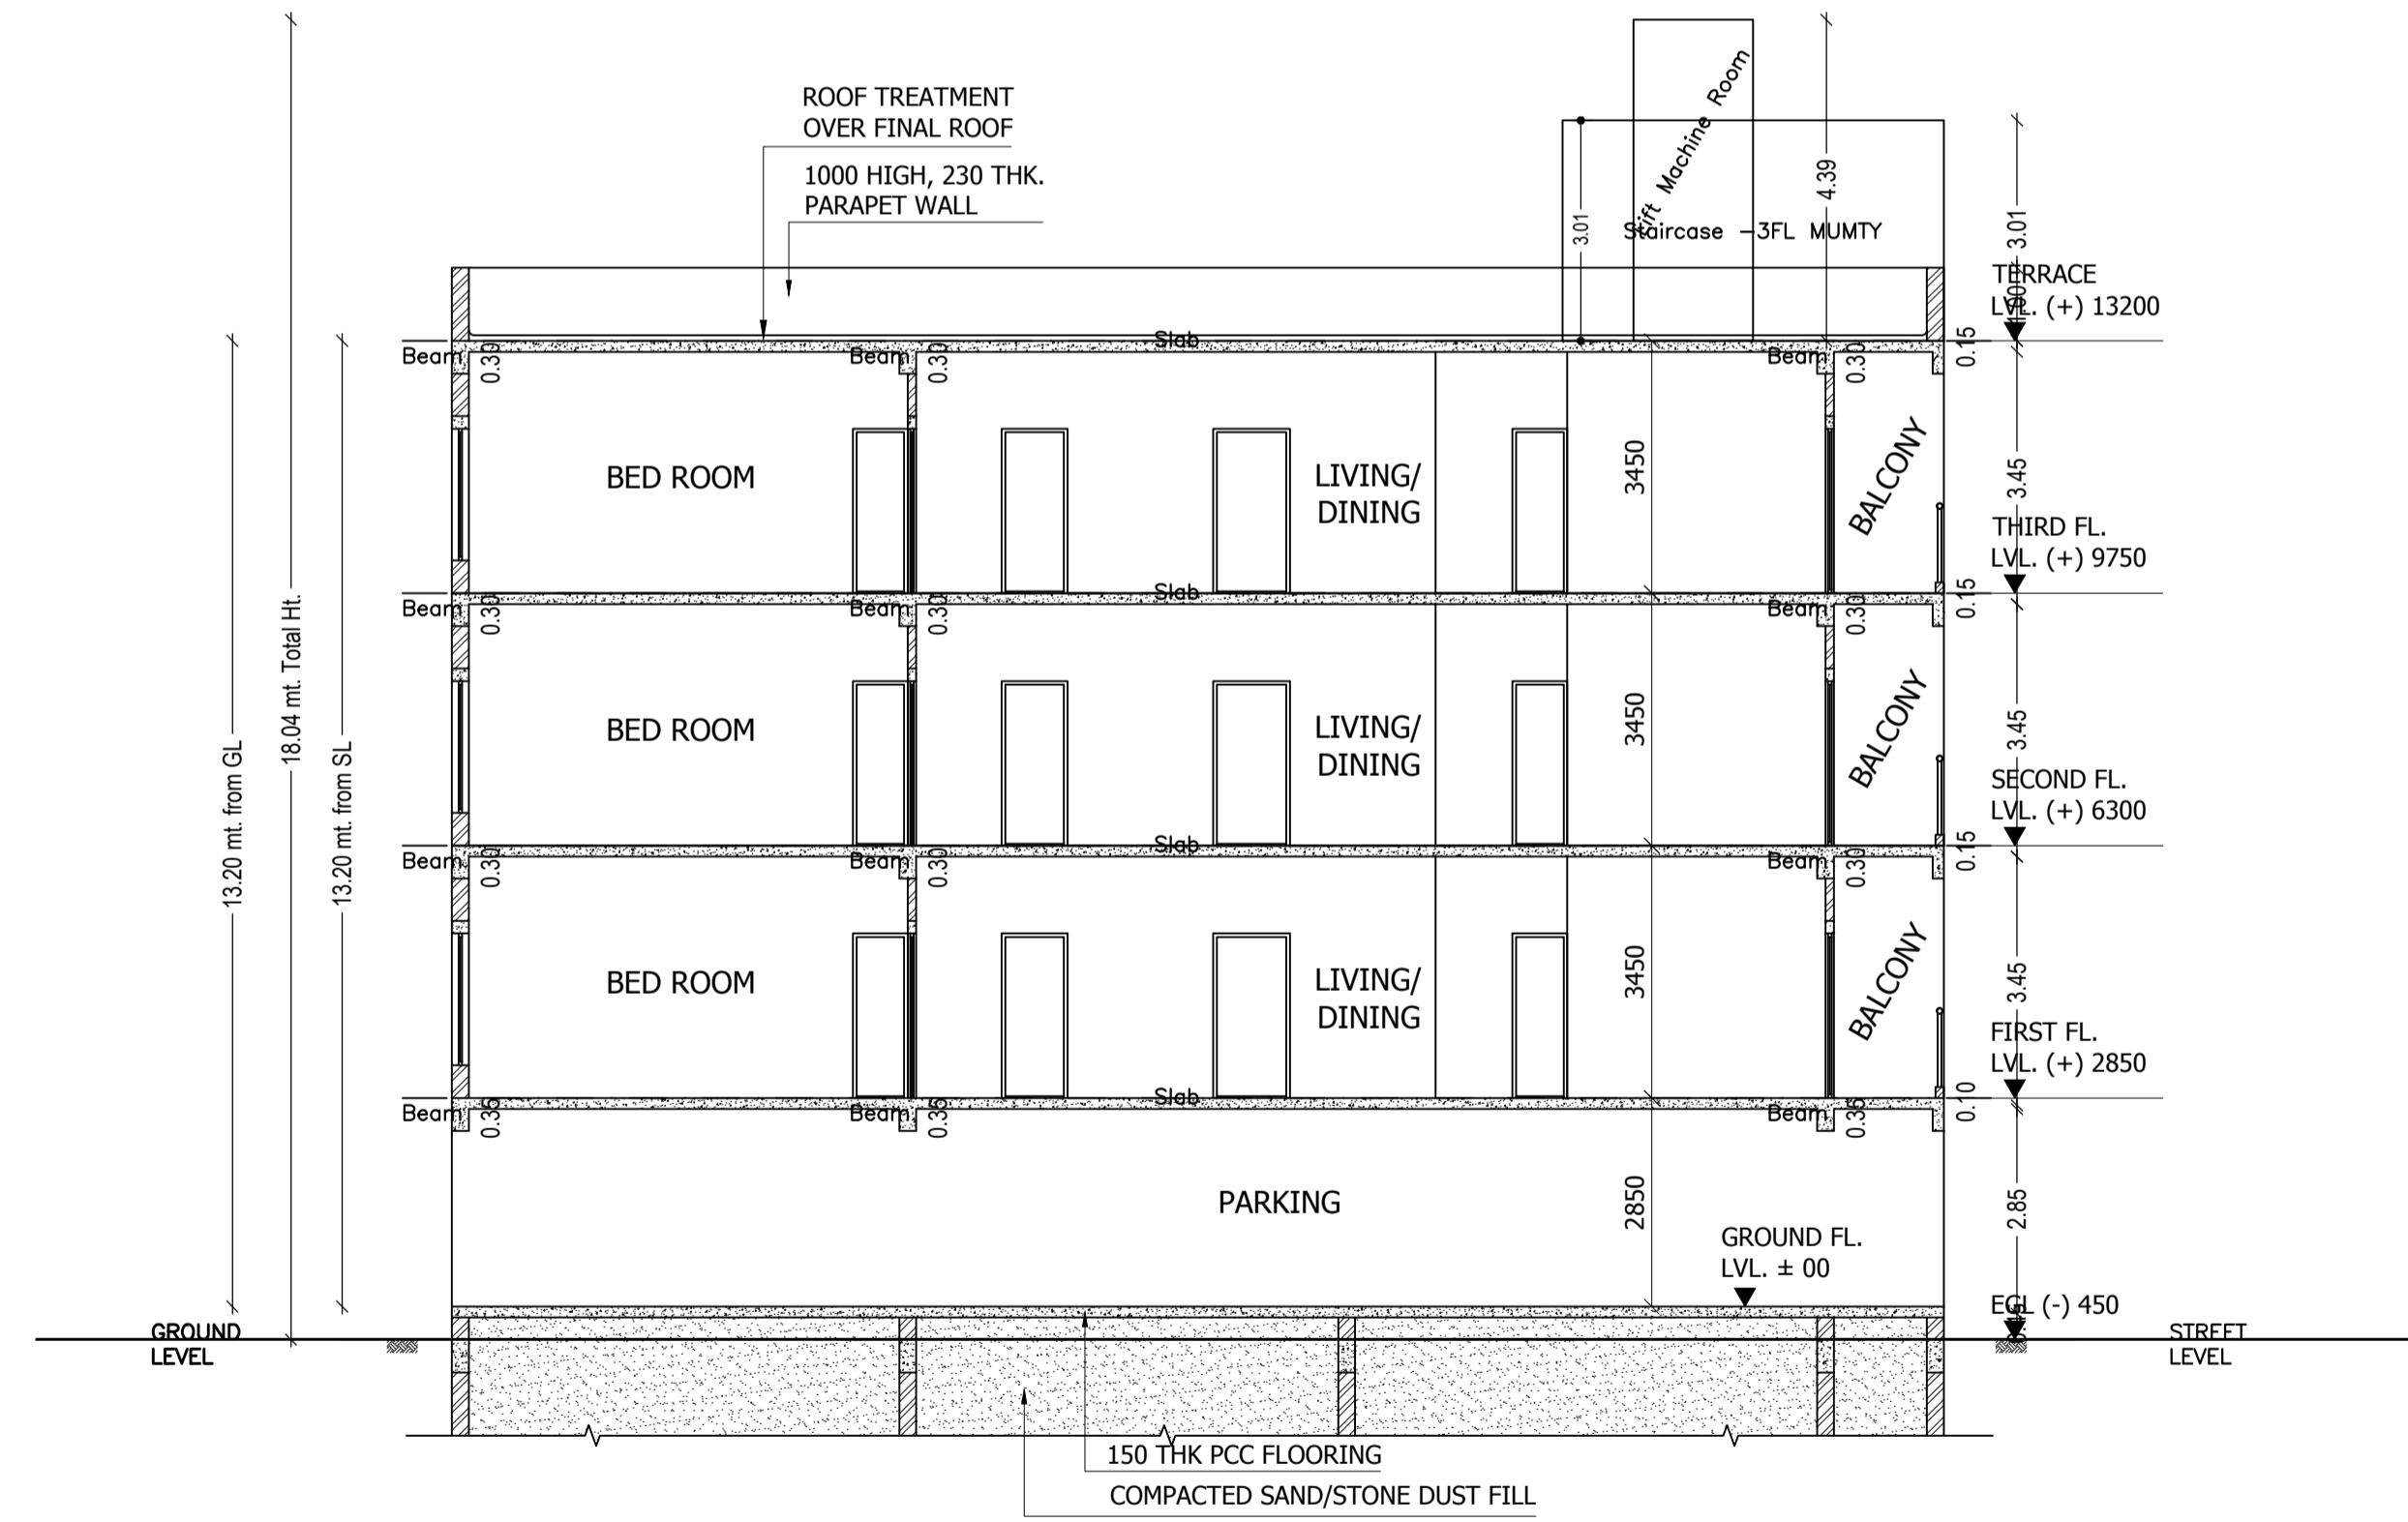 ROOF TREATMENT
OVER FINAL ROOF
1000 HIGH, 230 THK.
PARAPET WALL
Lift Machine Room
4.39
3.01
Staircase -3FL MUMTY
3.01
TERRACE
LVL. (+) 13200
Slab
Beam
0.30
Beam
0.30
Beam
0.30
0.15
BED ROOM
LIVING/
DINING
3450
BALCONY
3.45
THIRD FL.
LVL. (+) 9750
Slab
Beam
0.30
Beam
0.30
Beam
0.30
0.15
18.04 mt. Total Ht.
13.20 mt. from GL
13.20 mt. from SL
BED ROOM
LIVING/
DINING
3450
BALCONY
3.45
SECOND FL.
LVL. (+) 6300
Slab
Beam
0.30
Beam
0.30
Beam
0.30
0.15
BED ROOM
LIVING/
DINING
3450
BALCONY
3.45
FIRST FL.
LVL. (+) 2850
Slab
Beam
0.35
Beam
0.35
Beam
0.35
0.10
PARKING
2850
2.85
GROUND FL.
LVL. ± 00
EGL (-) 450
GROUND
LEVEL
STREET
LEVEL
150 THK PCC FLOORING
COMPACTED SAND/STONE DUST FILL